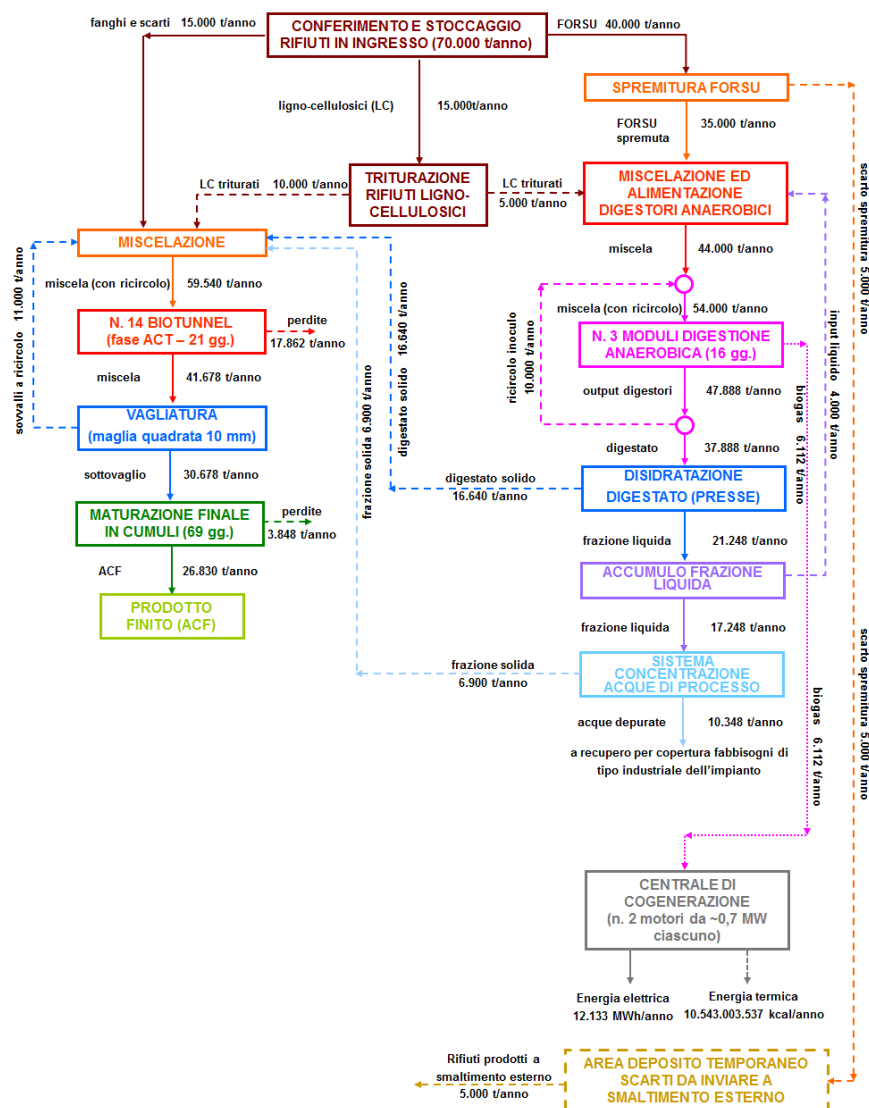 fanghi e scarti 15.000 t/anno
CONFERIMENTO E STOCCAGGIO
RIFIUTI IN INGRESSO (70.000 t/anno)
FORSU 40.000 t/anno
SPREMITURA FORSU
ligno-cellulosici (LC)
15.000t/anno
FORSU
spremuta
35.000 t/anno
scarto spremitura 5.000 t/anno
LC triturati 10.000 t/anno
TRITURAZIONE
RIFIUTI LIGNO-
CELLULOSICI
LC triturati
5.000 t/anno
MISCELAZIONE ED
ALIMENTAZIONE
DIGESTORI ANAEROBICI
MISCELAZIONE
miscela 44.000 t/anno
miscela (con ricircolo) 59.540 t/anno
sovvalli a ricircolo 11.000 t/anno
miscela (con ricircolo) 54.000 t/anno
N. 14 BIOTUNNEL
(fase ACT – 21 gg.)
perdite
17.862 t/anno
frazione solida 6.900 t/anno
digestato solido 16.640 t/anno
ricircolo inoculo
10.000 t/anno
N. 3 MODULI DIGESTIONE
ANAEROBICA (16 gg.)
input liquido 4.000 t/anno
miscela 41.678 t/anno
output digestori 47.888 t/anno
biogas 6.112 t/anno
VAGLIATURA
(maglia quadrata 10 mm)
digestato 37.888 t/anno
sottovaglio 30.678 t/anno
digestato solido
16.640 t/anno
DISIDRATAZIONE
DIGESTATO (PRESSE)
MATURAZIONE FINALE
IN CUMULI (69 gg.)
perdite
3.848 t/anno
frazione liquida 21.248 t/anno
ACF 26.830 t/anno
ACCUMULO FRAZIONE
LIQUIDA
PRODOTTO
FINITO (ACF)
frazione liquida 17.248 t/anno
frazione solida
6.900 t/anno
SISTEMA
CONCENTRAZIONE
ACQUE DI PROCESSO
scarto spremitura 5.000 t/anno
biogas 6.112 t/anno
acque depurate 10.348 t/anno
a recupero per copertura fabbisogni di
tipo industriale dell'impianto
CENTRALE DI
COGENERAZIONE
(n. 2 motori da ~0,7 MW
ciascuno)
Energia elettrica
12.133 MWh/anno
Energia termica
10.543.003.537 kcal/anno
Rifiuti prodotti a
smaltimento esterno
5.000 t/anno
AREA DEPOSITO TEMPORANEO
SCARTI DA INVIARE A
SMALTIMENTO ESTERNO